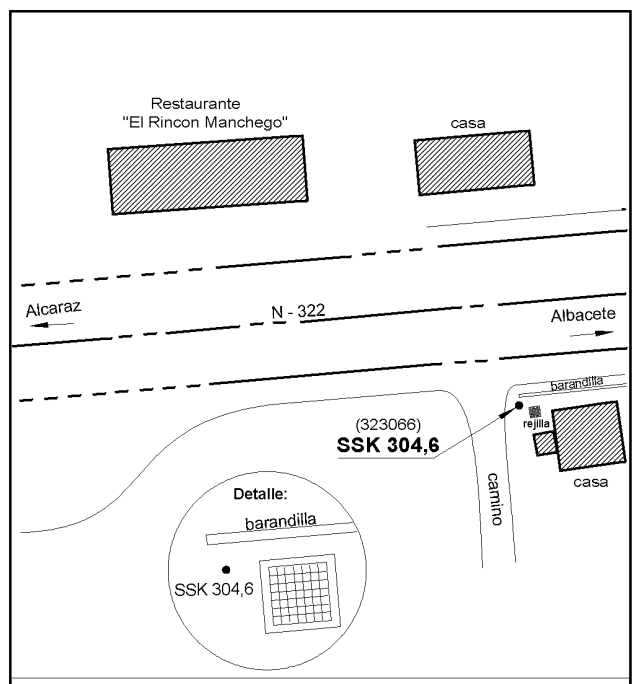 Restaurante
"El Rincon Manchego"
casa
Alcaraz
N - 322
Albacete
barandilla
rejilla
(323066)
SSK 304,6
casa
camino
Detalle:
barandilla
SSK 304,6